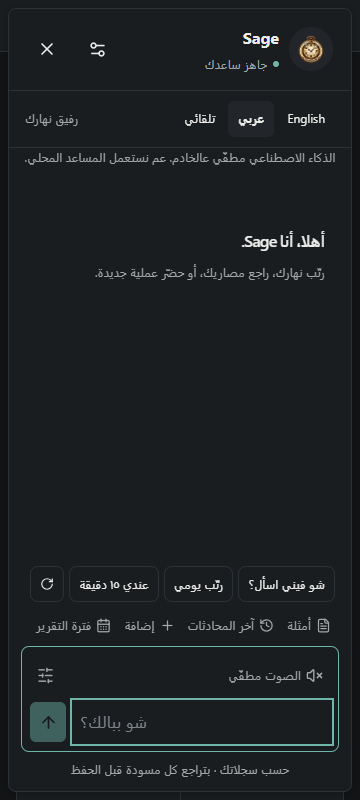 Sage
جاهز ساعدك
English عربي تلقائي رفيق نهارك
الذكاء الاصطناعي مطفّي عالخادم. عم نستعمل المساعد المحلي.
أهلا، أنا Sage.
رتّب نهارك، راجع مصاريك، أو حضّر عملية جديدة.
شو فيني اسأل؟ رتّب يومي عندي ١٥ دقيقة
أمثلة آخر المحادثات إضافة فترة التقرير
الصوت مطفّي
شو ببالك؟
حسب سجلاتك · بتراجع كل مسودة قبل الحفظ